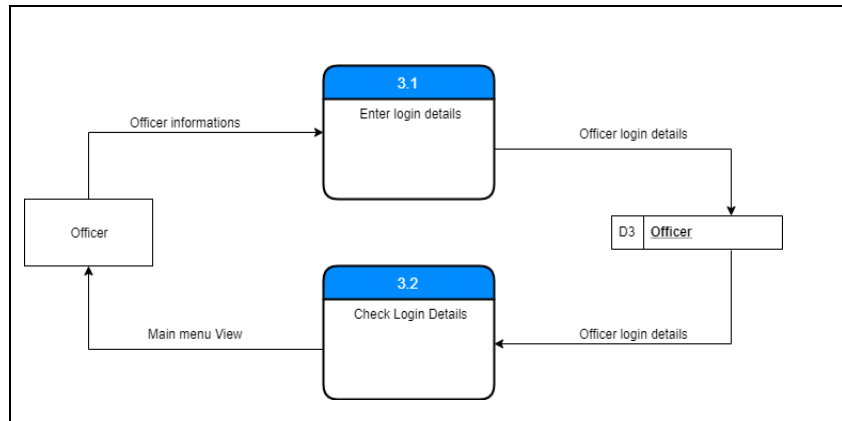 3.1
Enter login details
Officer informations
Officer login details
Officer
D3 Officer
3.2
Check Login Details
Main menu View
Officer login details